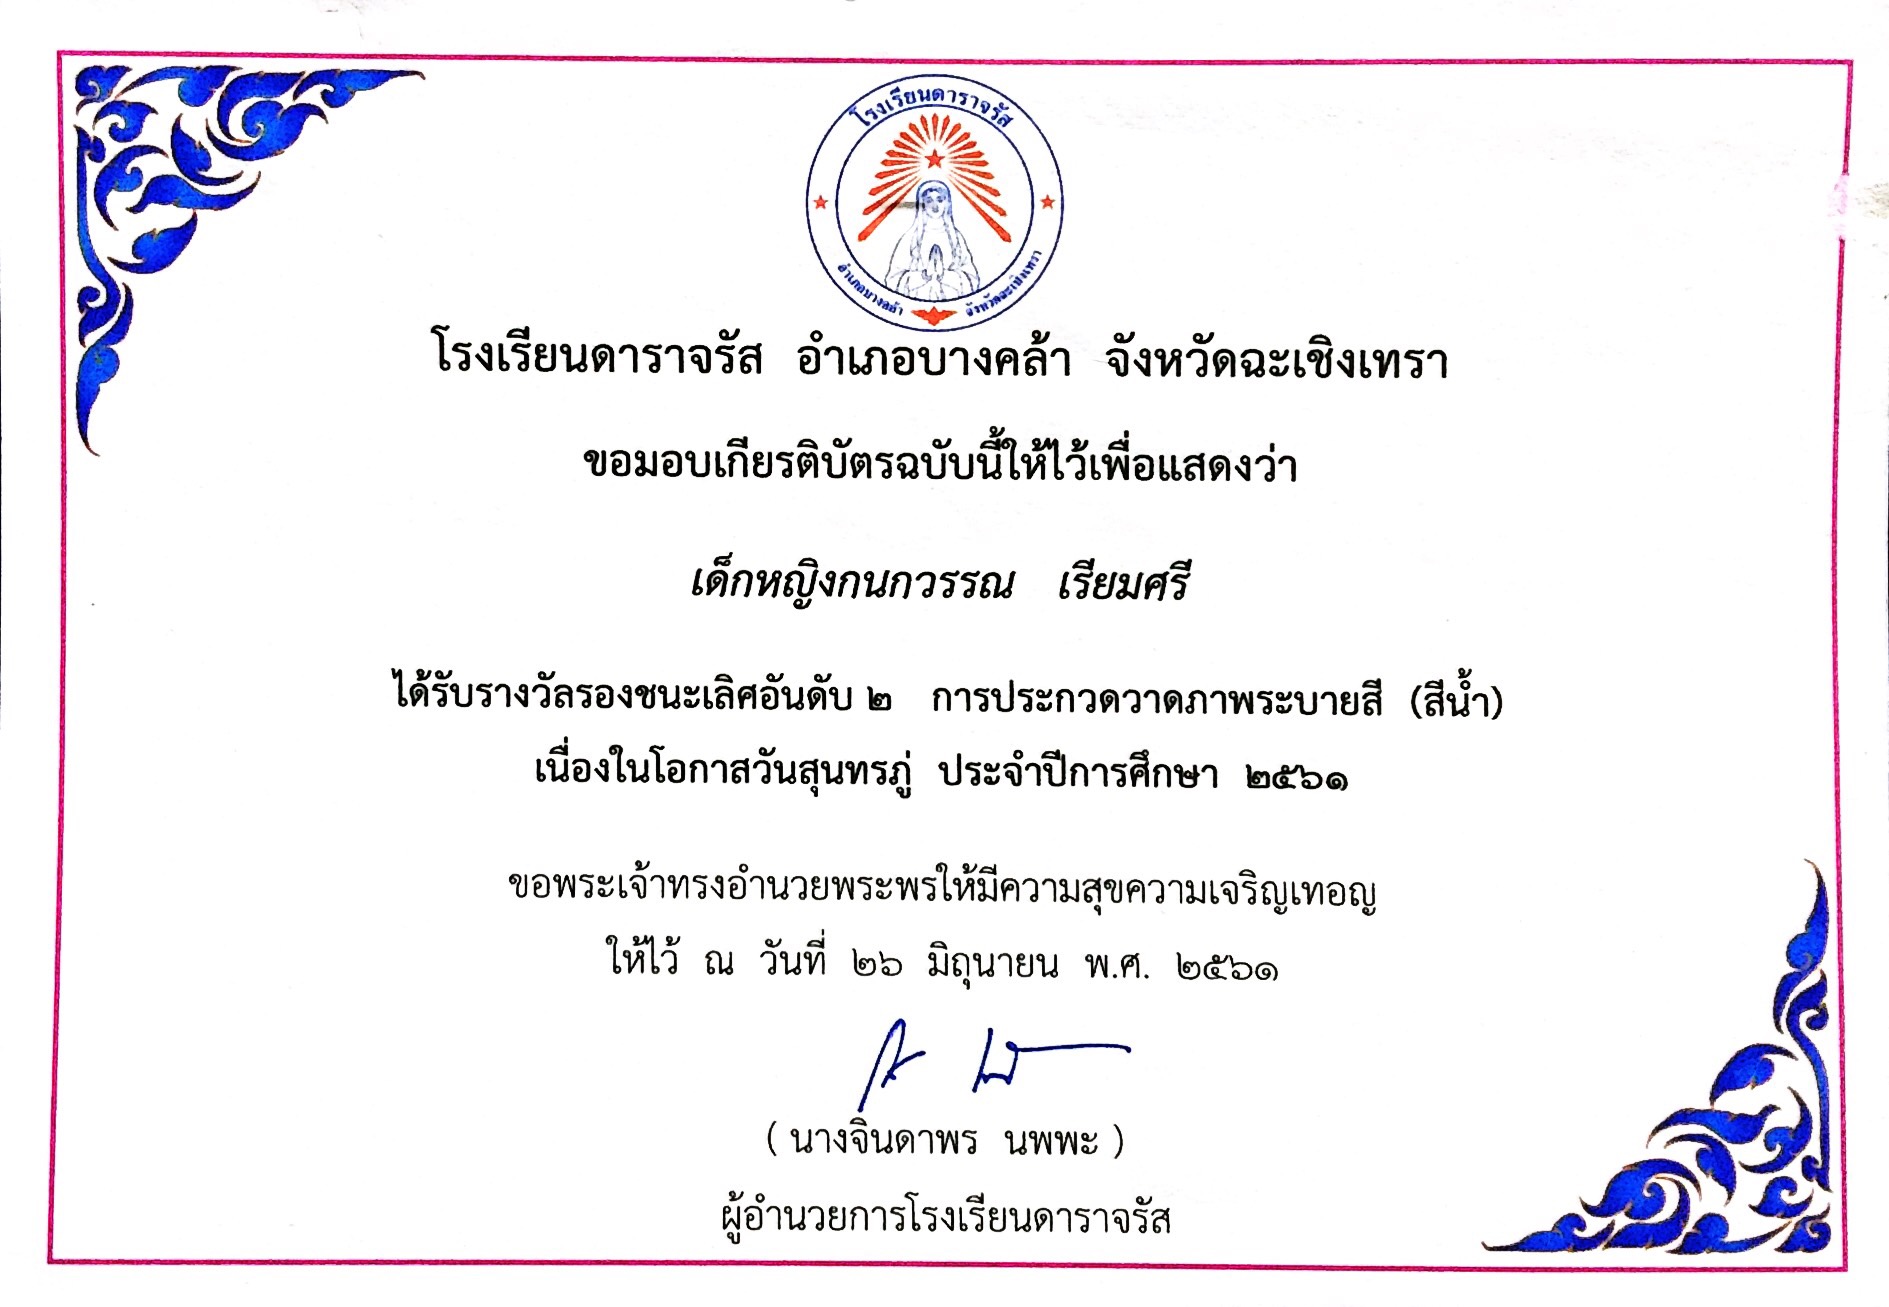 โรงเรียนดาราจรัส
อำเภอบางคล้า จังหวัดฉะเชิงเทรา
โรงเรียนดาราจรัส อำเภอบางคล้า จังหวัดฉะเชิงเทรา
ขอมอบเกียรติบัตรฉบับนี้ให้ไว้เพื่อแสดงว่า
เด็กหญิงกนกวรรณ เรียมศรี
ได้รับรางวัลรองชนะเลิศอันดับ ๒ การประกวดวาดภาพระบายสี (สีน้ำ)
เนื่องในโอกาสวันสุนทรภู่ ประจำปีการศึกษา ๒๕๖๑
ขอพระเจ้าทรงอำนวยพระพรให้มีความสุขความเจริญเทอญ
ให้ไว้ ณ วันที่ ๒๖ มิถุนายน พ.ศ. ๒๕๖๑
( นางจินดาพร นพพะ )
ผู้อำนวยการโรงเรียนดาราจรัส